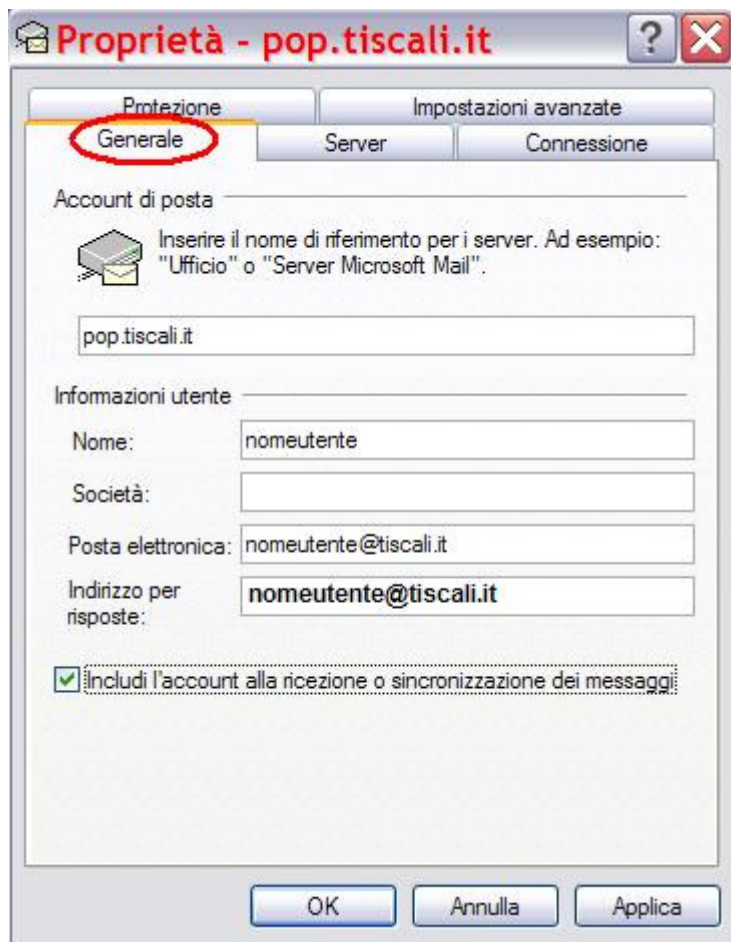 Proprietà - pop.tiscali.it
Protezione
Impostazioni avanzate
Generale
Server
Connessione
Account di posta
Inserire il nome di riferimento per i server. Ad esempio:
"Ufficio" o "Server Microsoft Mail".
pop.tiscali.it
Informazioni utente
Nome:
nomeutente
Società:
Posta elettronica:
nomeutente@tiscali.it
Indirizzo per
risposte:
nomeutente@tiscali.it
Includi l'account alla ricezione o sincronizzazione dei messaggi
OK
Annulla
Applica